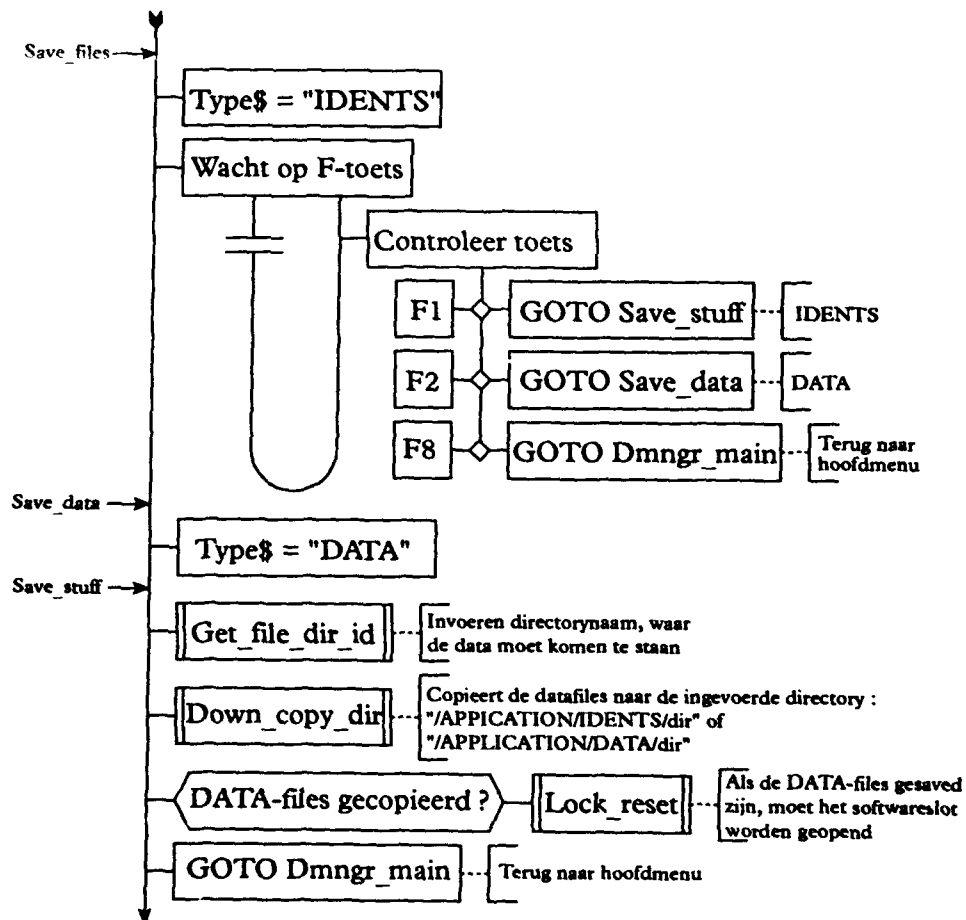 Save_files
Type$ = "IDENTS"
Wacht op F-toets
Controleer toets
F1
GOTO Save_stuff
IDENTS
F2
GOTO Save_data
DATA
F8
GOTO Dmngr_main
Terug naar
hoofdmenu
Save_data
Type$ = "DATA"
Save_stuff
Get_file_dir_id
Invoeren directorynaam, waar
de data moet komen te staan
Down_copy_dir
Copieert de datafiles naar de ingevoerde directory :
"/APPICATION/IDENTS/dir" of
"/APPLICATION/DATA/dir"
DATA-files gecopieerd ?
Lock_reset
Als de DATA-files gesaved
zijn, moet het softwareslot
worden geopend
GOTO Dmngr_main
Terug naar hoofdmenu